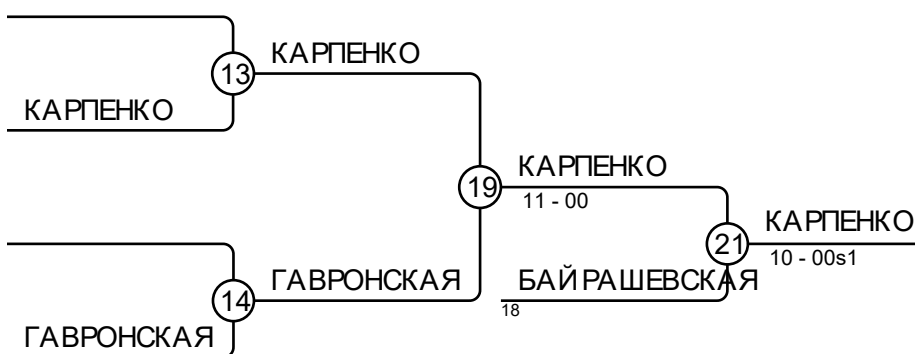 КАРПЕНКО
13
КАРПЕНКО
КАРПЕНКО
19
11 - 00
КАРПЕНКО
21
10 - 00s1
ГАВРОНСКАЯ
БАЙРАШЕВСКАЯ
14
18
ГАВРОНСКАЯ